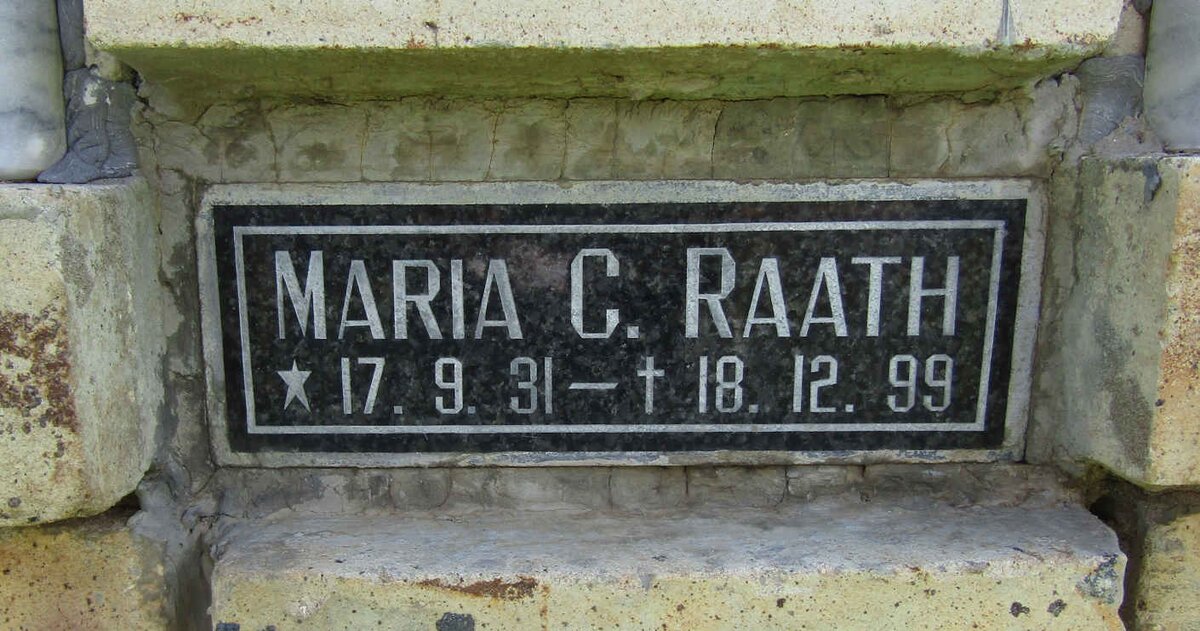 MARIA C. RAATH
★ 17. 9. 31 – † 18. 12. 99